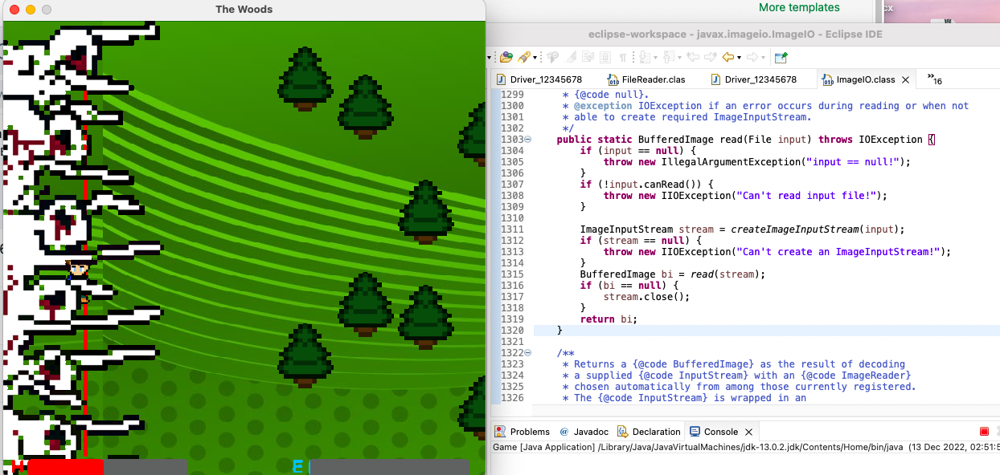 The Woods
H
E
More templates
cx
eclipse-workspace - javax.imageio.ImageIO - Eclipse IDE
Driver_12345678 FileReader.clas Driver_12345678 ImageIO.class »16
1299 * {@code null}.
1300 * @exception IOException if an error occurs during reading or when not
1301 * able to create required ImageInputStream.
1302 */
1303 public static BufferedImage read(File input) throws IOException {
1304 if (input == null) {
1305 throw new IllegalArgumentException("input == null!");
1306 }
1307 if (!input.canRead()) {
1308 throw new IIOException("Can't read input file!");
1309 }
1310
1311 ImageInputStream stream = createImageInputStream(input);
1312 if (stream == null) {
1313 throw new IIOException("Can't create an ImageInputStream!");
1314 }
1315 BufferedImage bi = read(stream);
1316 if (bi == null) {
1317 stream.close();
1318 }
1319 return bi;
1320 }
1321
1322 /**
1323 * Returns a {@code BufferedImage} as the result of decoding
1324 * a supplied {@code InputStream} with an {@code ImageReader}
1325 * chosen automatically from among those currently registered.
1326 * The {@code InputStream} is wrapped in an
Problems @ Javadoc Declaration Console
Game [Java Application] /Library/Java/JavaVirtualMachines/jdk-13.0.2.jdk/Contents/Home/bin/java (13 Dec 2022, 02:51:5